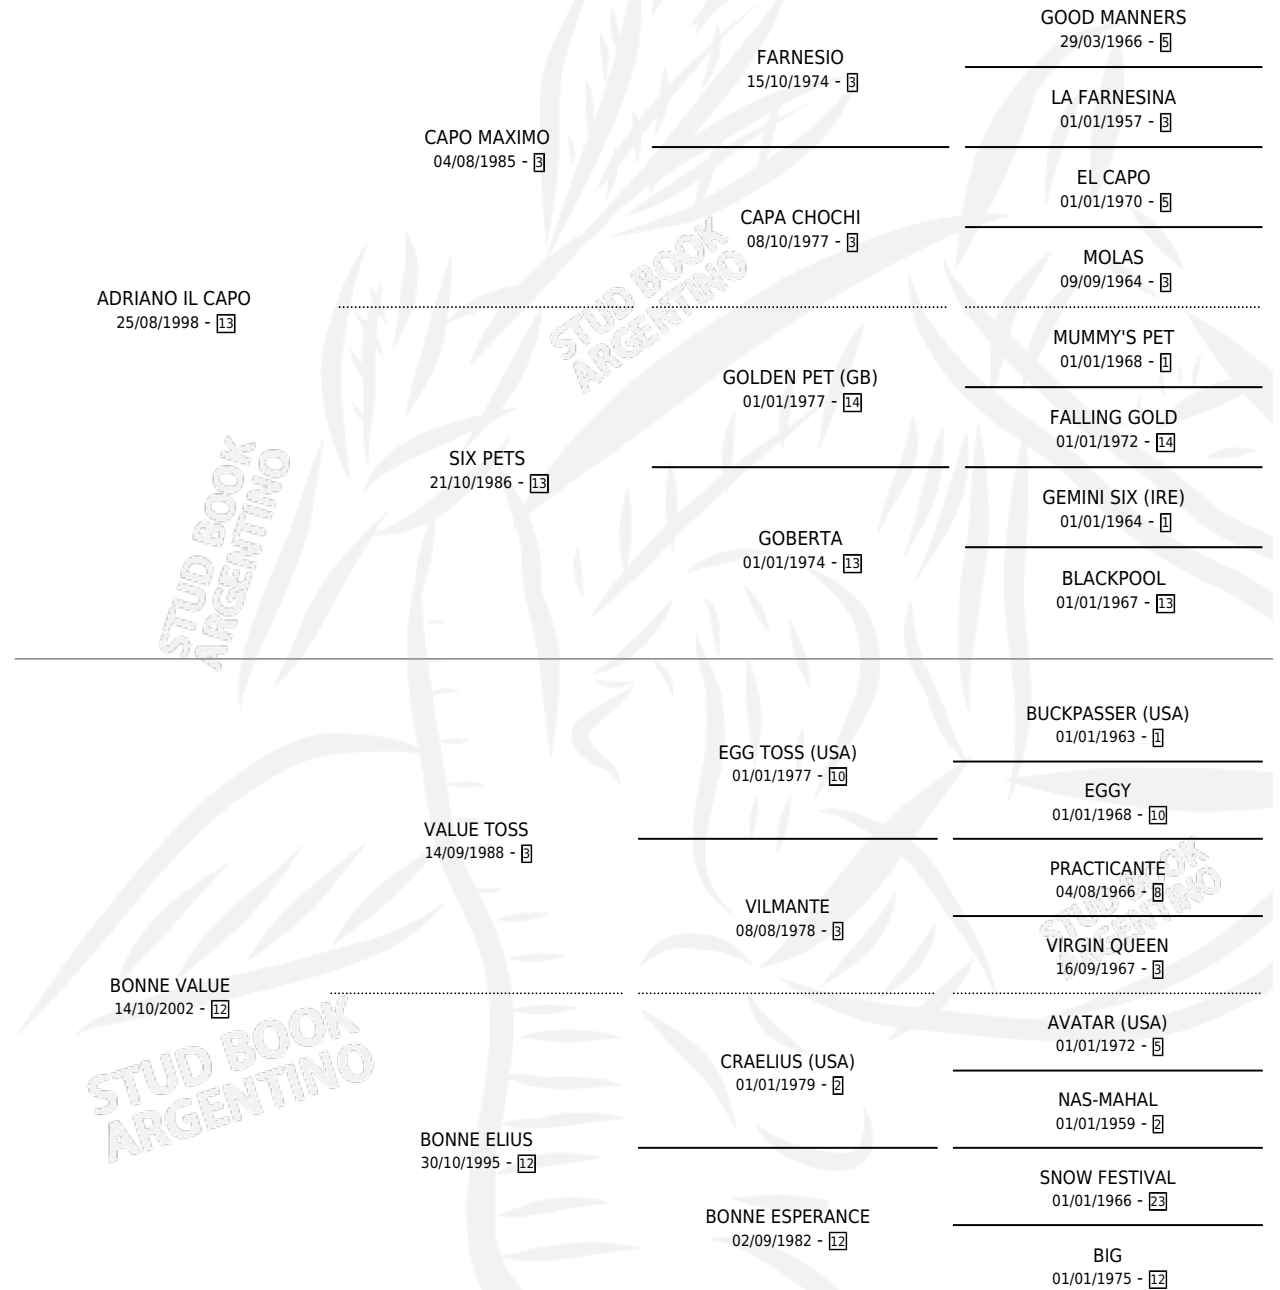 GOOD MANNERS
29/03/1966 - 5
FARNESIO
15/10/1974 - 3
LA FARNESINA
01/01/1957 - 3
CAPO MAXIMO
04/08/1985 - 3
EL CAPO
01/01/1970 - 5
CAPA CHOCHI
08/10/1977 - 3
MOLAS
09/09/1964 - 3
ADRIANO IL CAPO
25/08/1998 - 13
STUD BOOK
ARGENTINO
MUMMY'S PET
01/01/1968 - 1
GOLDEN PET (GB)
01/01/1977 - 14
FALLING GOLD
01/01/1972 - 14
SIX PETS
21/10/1986 - 13
GEMINI SIX (IRE)
01/01/1964 - 1
GOBERTA
01/01/1974 - 13
BLACKPOOL
01/01/1967 - 13
STUD BOOK
ARGENTINO
BUCKPASSER (USA)
01/01/1963 - 1
EGG TOSS (USA)
01/01/1977 - 10
EGGY
01/01/1968 - 10
VALUE TOSS
14/09/1988 - 3
PRACTICANTE
04/08/1966 - 8
VILMANTE
08/08/1978 - 3
STUD BOOK
ARGENTINO
VIRGIN QUEEN
16/09/1967 - 3
BONNE VALUE
14/10/2002 - 12
AVATAR (USA)
01/01/1972 - 5
CRAELIUS (USA)
01/01/1979 - 2
NAS-MAHAL
01/01/1959 - 2
STUD BOOK
ARGENTINO
BONNE ELIUS
30/10/1995 - 12
SNOW FESTIVAL
01/01/1966 - 23
BONNE ESPERANCE
02/09/1982 - 12
BIG
01/01/1975 - 12